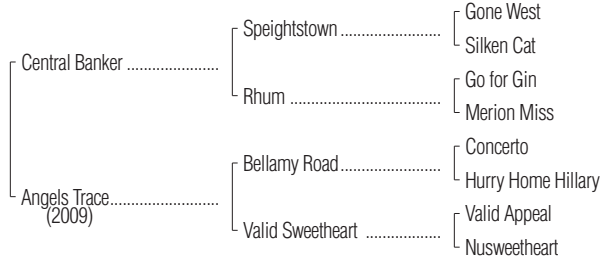 Gone West
Speightstown ....................
Silken Cat
Central Banker .....................
Go for Gin
Rhum ................................
Merion Miss
Concerto
Bellamy Road.....................
Hurry Home Hillary
Angels Trace.........................
(2009)
Valid Appeal
Valid Sweetheart ................
Nusweetheart